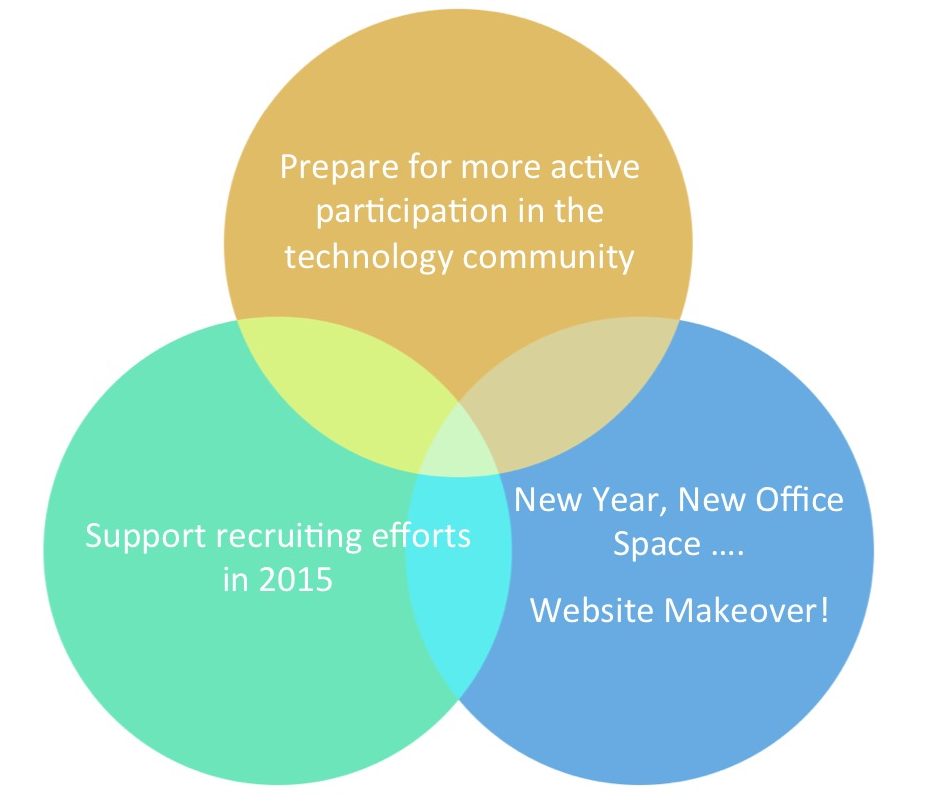 Prepare for more active
participation in the
technology community
Support recruiting efforts
in 2015
New Year, New Office
Space ....
Website Makeover!